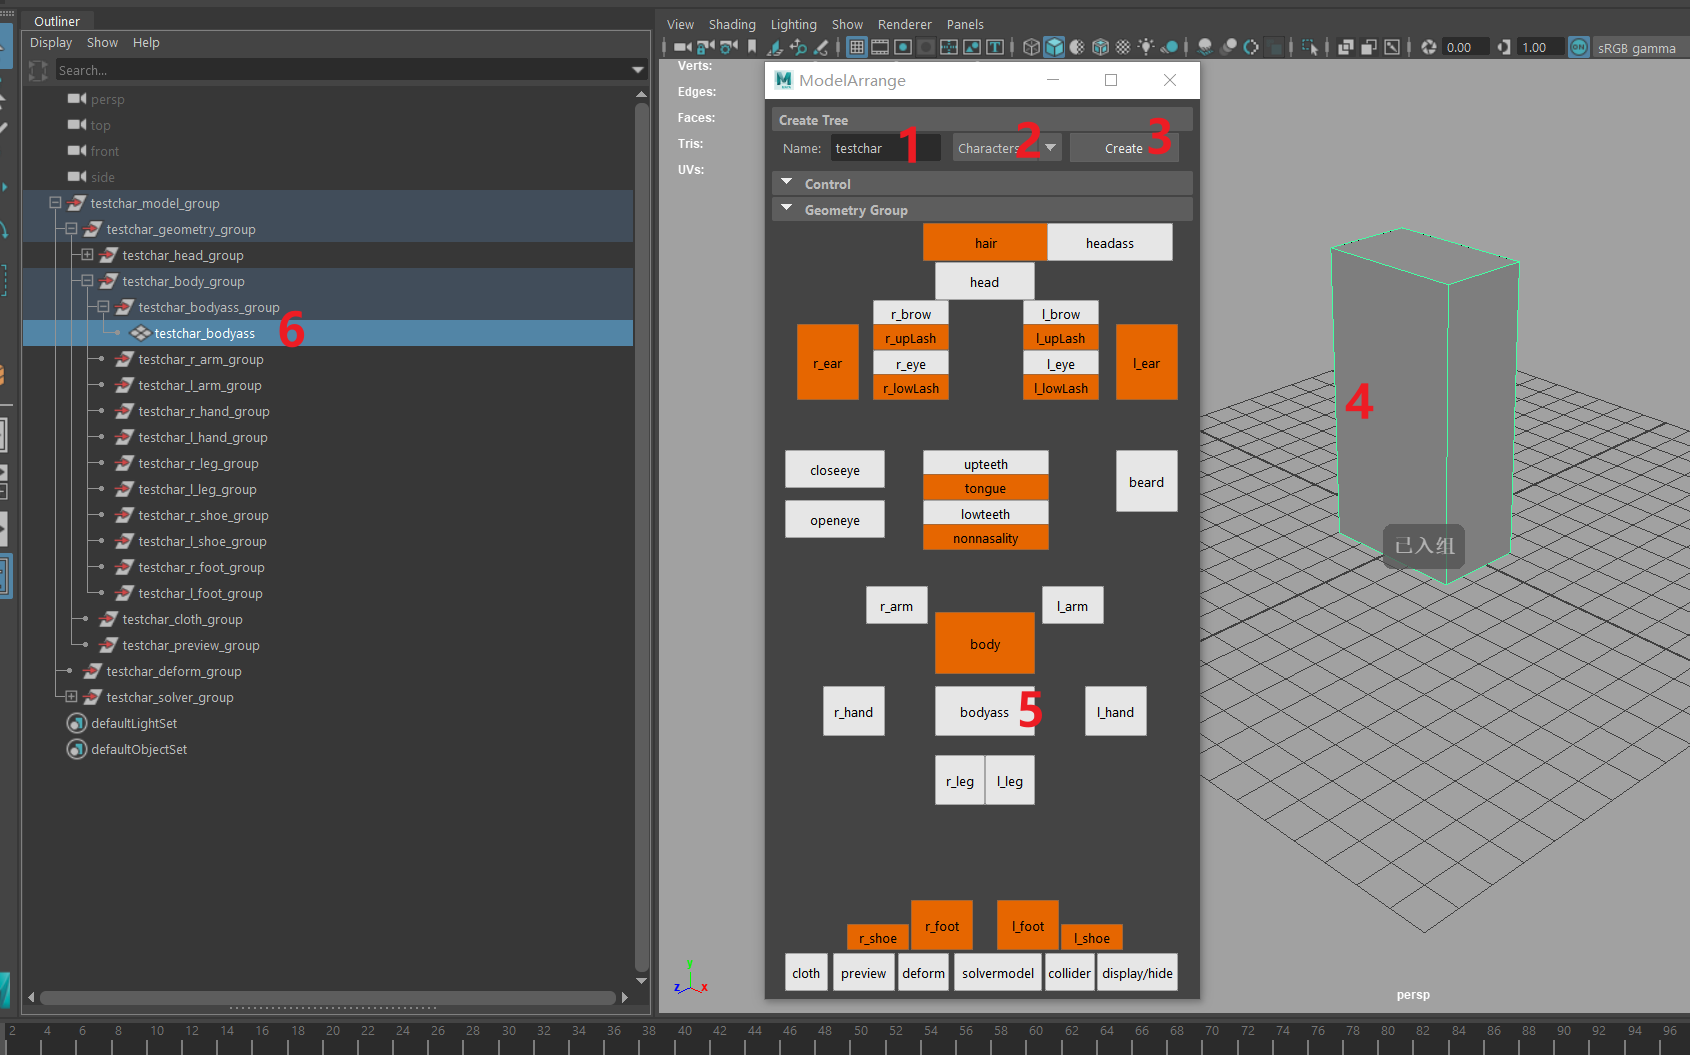 Outliner
Display Show Help
Search...
persp
top
front
side
testchar_model_group
testchar_geometry_group
testchar_head_group
testchar_body_group
testchar_bodyass_group
testchar_bodyass
6
testchar_r_arm_group
testchar_l_arm_group
testchar_r_hand_group
testchar_l_hand_group
testchar_r_leg_group
testchar_l_leg_group
testchar_r_shoe_group
testchar_l_shoe_group
testchar_r_foot_group
testchar_l_foot_group
testchar_cloth_group
testchar_preview_group
testchar_deform_group
testchar_solver_group
defaultLightSet
defaultObjectSet
View Shading Lighting Show Renderer Panels
0.00 1.00 ON sRGB gamma
Verts:
Edges:
Faces:
Tris:
UVs:
ModelArrange
Create Tree
Name: testchar 1 Characters 2 Create 3
Control
Geometry Group
hair headass
head
r_brow l_brow
r_upLash l_upLash
r_ear r_eye l_eye l_ear
r_lowLash l_lowLash
closeeye upteeth beard
tongue
openeye lowteeth
nonnasality
r_arm l_arm
body
r_hand bodyass 5 l_hand
r_leg l_leg
r_foot l_foot
r_shoe l_shoe
cloth preview deform solvermodel collider display/hide
4
已入组
y
z x
persp
2 4 6 8 10 12 14 16 18 20 22 24 26 28 30 32 34 36 38 40 42 44 46 48 50 52 54 56 58 60 62 64 66 68 70 72 74 76 78 80 82 84 86 88 90 92 94 96